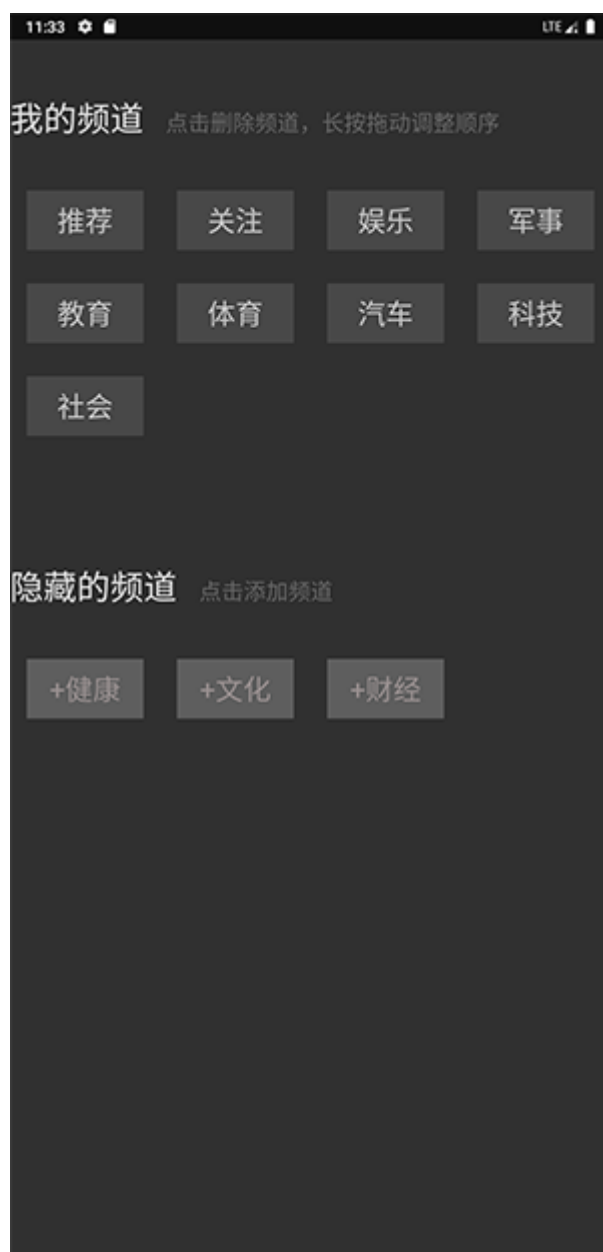 11:33 LTE
我的频道 点击删除频道，长按拖动调整顺序
推荐 关注 娱乐 军事
教育 体育 汽车 科技
社会
隐藏的频道 点击添加频道
+健康 +文化 +财经